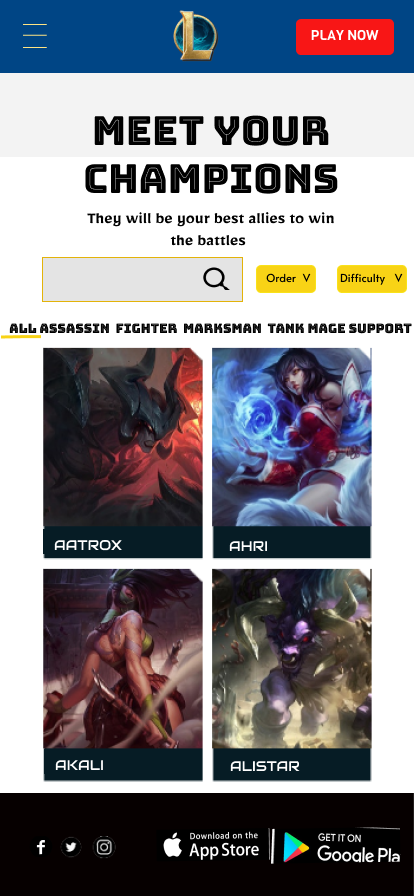 PLAY NOW
MEET YOUR
CHAMPIONS
They will be your best allies to win
the battles
Order V
Difficulty V
ALL ASSASSIN FIGHTER MARKSMAN TANK MAGE SUPPORT
AATROX
AHRI
AKALI
ALISTAR
Download on the
App Store
GET IT ON
Google Pla